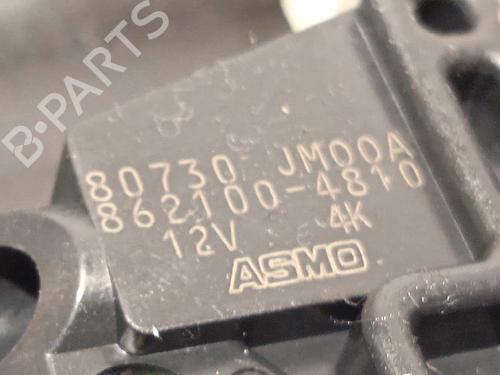 B-PARTS
80730 JM00A
862100-4810
12V 4K
ASMO